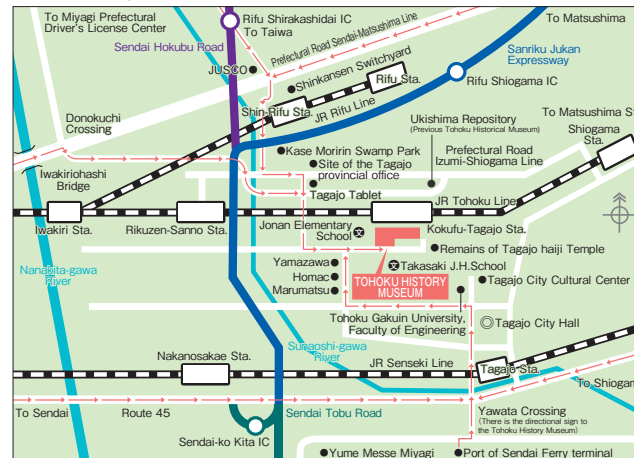 To Miyagi Prefectural
Driver's License Center
Rifu Shirakashidai IC
To Taiwa
To Matsushima
Sendai Hokubu Road
Prefectural Road Sendai-Matsushima Line
Sanriku Jukan
Expressway
JUSCO
Shinkansen Switchyard
Rifu Sta.
Rifu Shiogama IC
Shin-Rifu Sta.
JR Rifu Line
Donokuchi
Crossing
Ukishima Repository
(Previous Tohoku Historical Museum)
To Matsushima St
Shiogama
Sta.
Kase Moririn Swamp Park
Prefectural Road
Izumi-Shiogama Line
Site of the Tagajo
provincial office
Iwakiriohashi
Bridge
Tagajo Tablet
JR Tohoku Line
Iwakiri Sta.
Rikuzen-Sanno Sta.
Jonan Elementary
School
文
Kokufu-Tagajo Sta.
Remains of Tagajo haiji Temple
Nanakita-gawa
River
Yamazawa
Homac
Marumatsu
TOHOKU HISTORY
MUSEUM
文
Takasaki J.H.School
Tagajo City Cultural Center
Tohoku Gakuin University,
Faculty of Engineering
Tagajo City Hall
Sunaoshi-gawa
River
Nakanosakae Sta.
JR Senseki Line
Tagajo Sta.
To Shiogam
To Sendai
Route 45
Sendai Tobu Road
Yawata Crossing
(There is the directional sign to
the Tohoku History Museum)
Sendai-ko Kita IC
Yume Messe Miyagi
Port of Sendai Ferry terminal